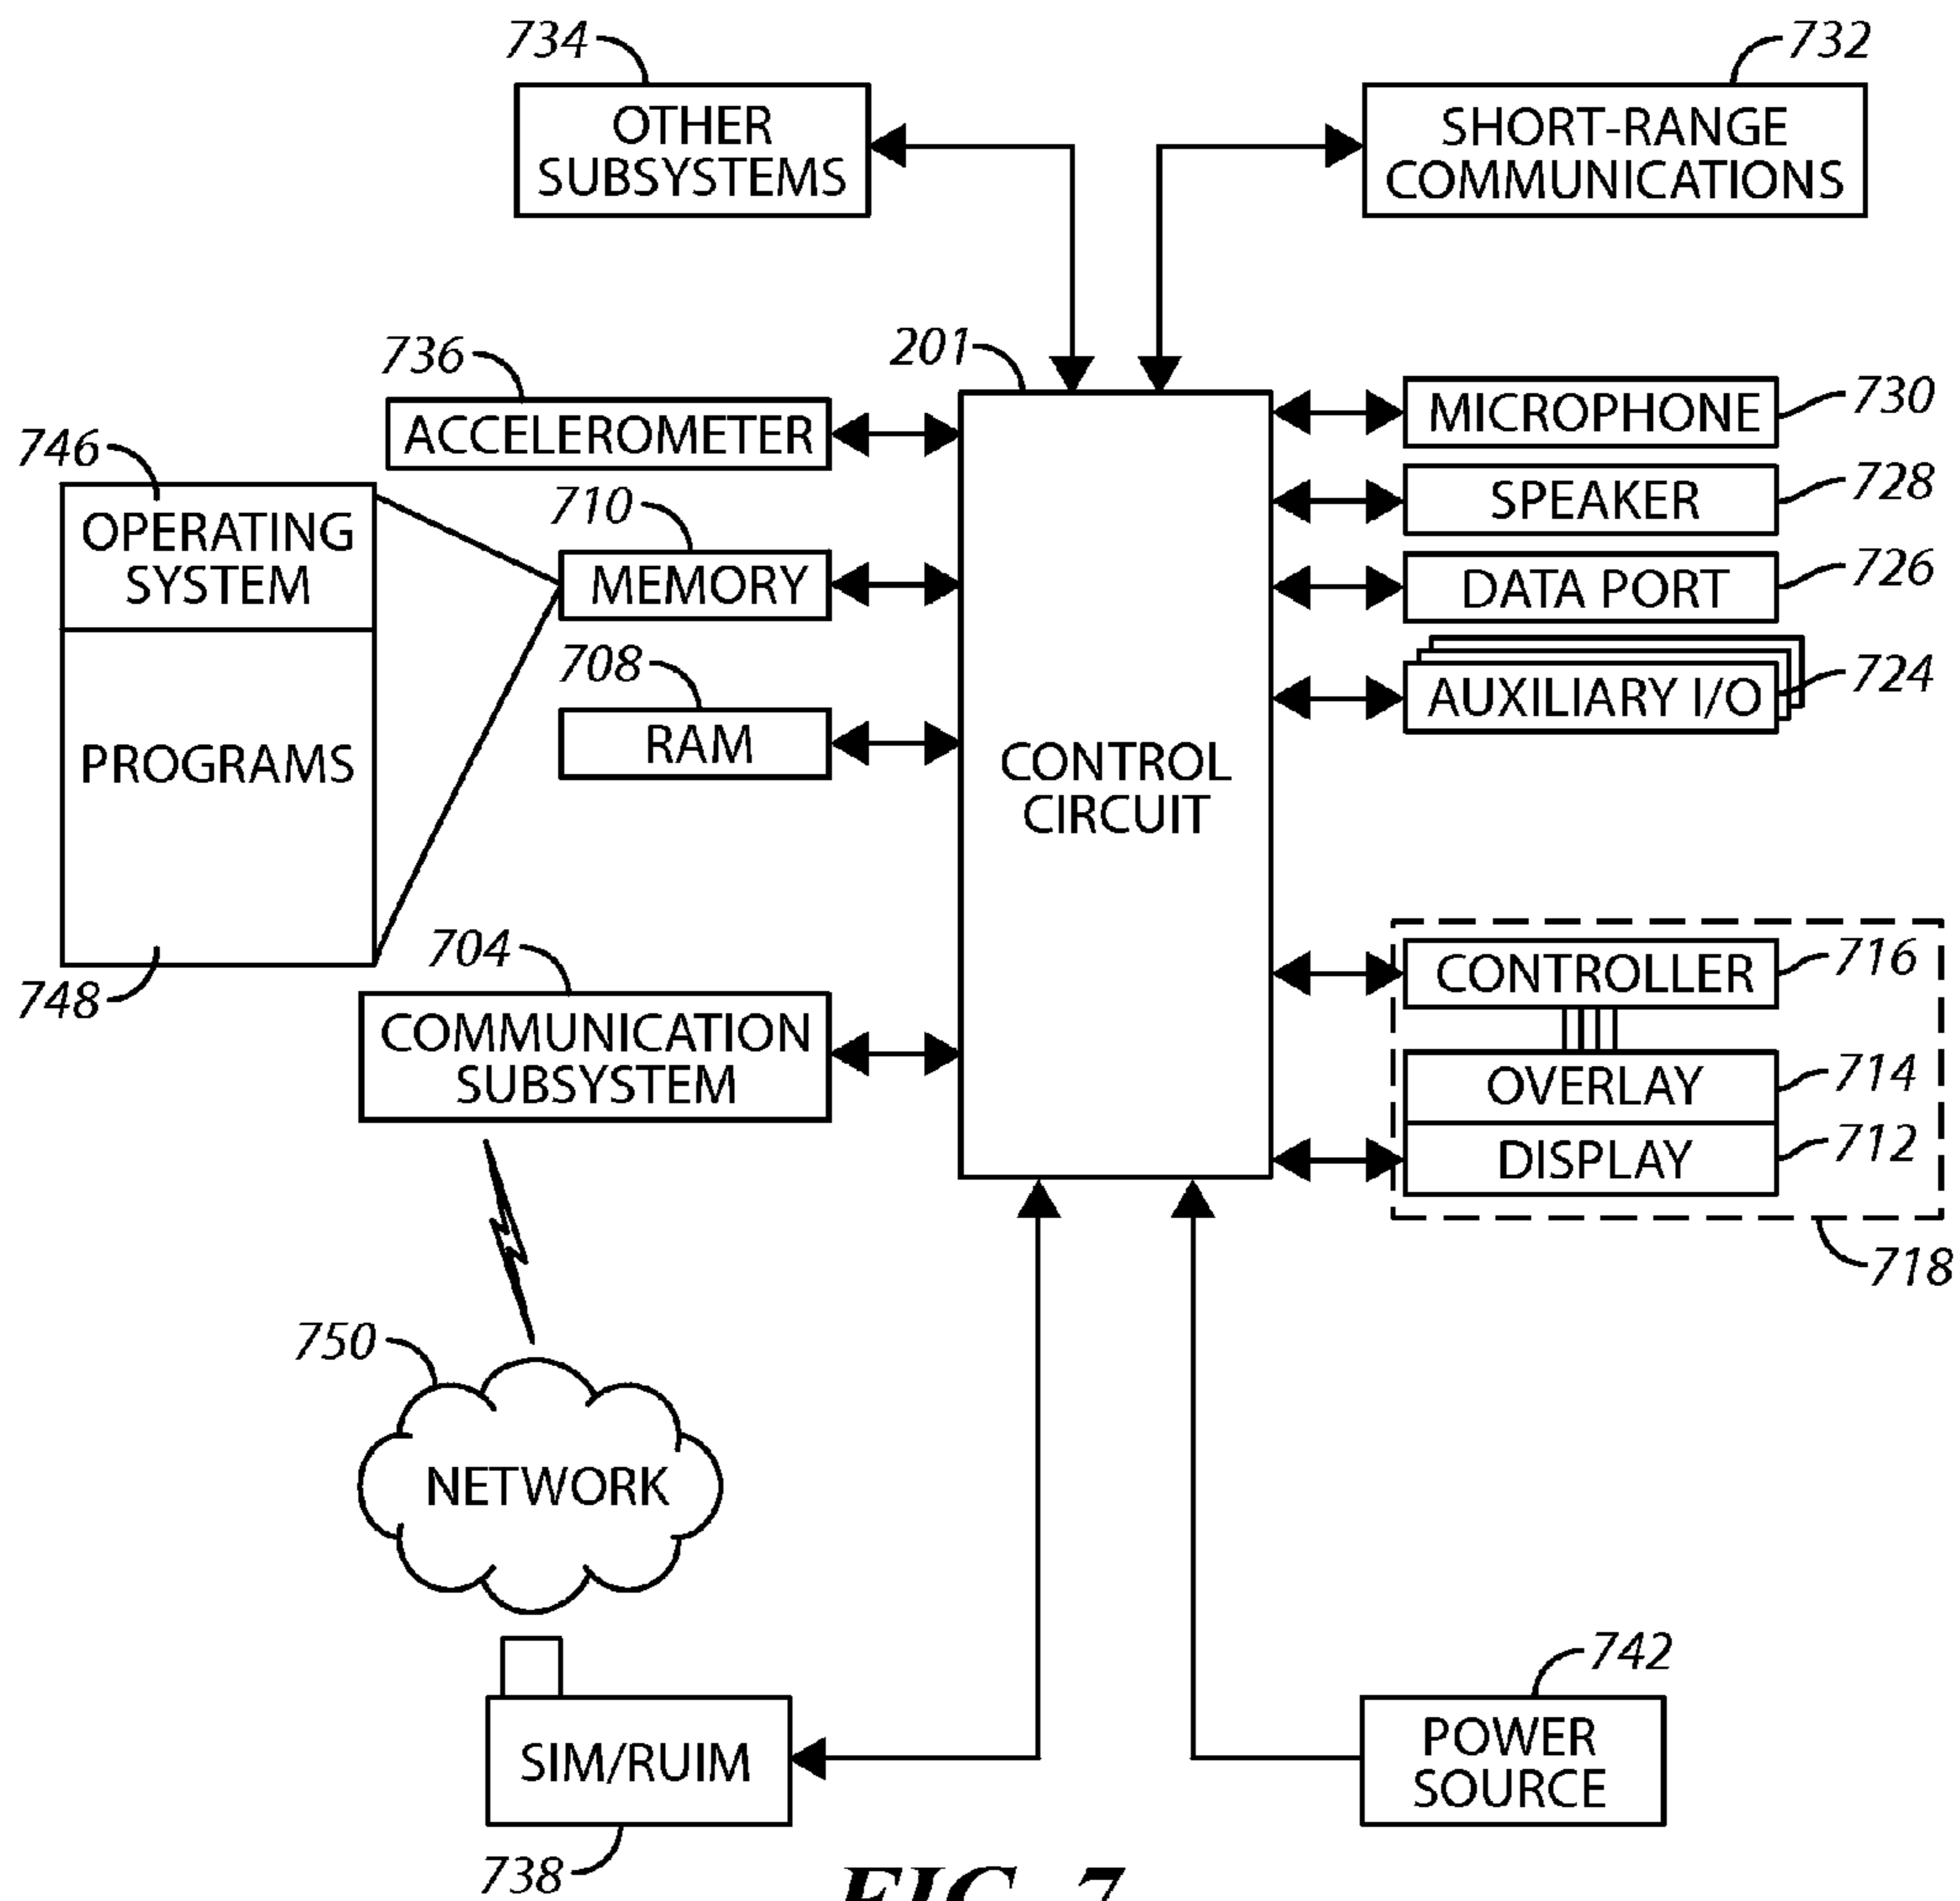 734
OTHER
SUBSYSTEMS
732
SHORT-RANGE
COMMUNICATIONS
736
ACCELEROMETER
201
CONTROL
CIRCUIT
MICROPHONE
730
SPEAKER
728
DATA PORT
726
AUXILIARY I/O
724
746
OPERATING
SYSTEM
PROGRAMS
748
710
MEMORY
708
RAM
704
COMMUNICATION
SUBSYSTEM
CONTROLLER
716
OVERLAY
714
DISPLAY
712
718
750
NETWORK
SIM/RUIM
738
742
POWER
SOURCE
FIG. 7